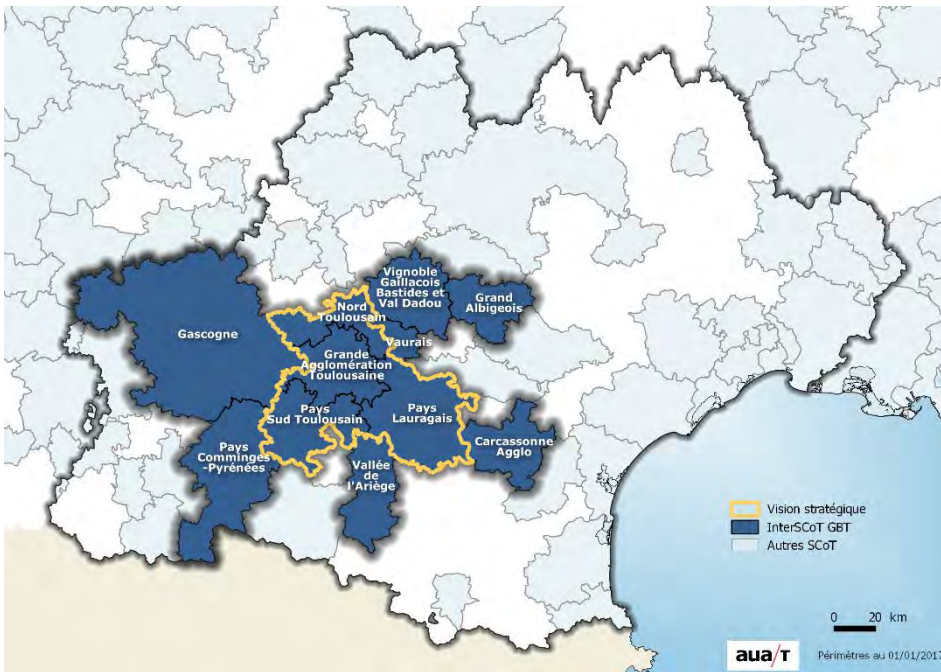 Vignoble
Gaillacois
Bastides et
Val Dadou
Grand
Albigeois
Nord
Toulousain
Gascogne
Vaurais
Grande
Agglomération
Toulousaine
Pays
Sud Toulousain
Pays
Lauragais
Carcassonne
Agglo
Pays
Comminges
-Pyrénées
Vallée
de
l'Ariège
Vision stratégique
InterSCoT GBT
Autres SCoT
0 20 km
aua/T
Périmètres au 01/01/2017